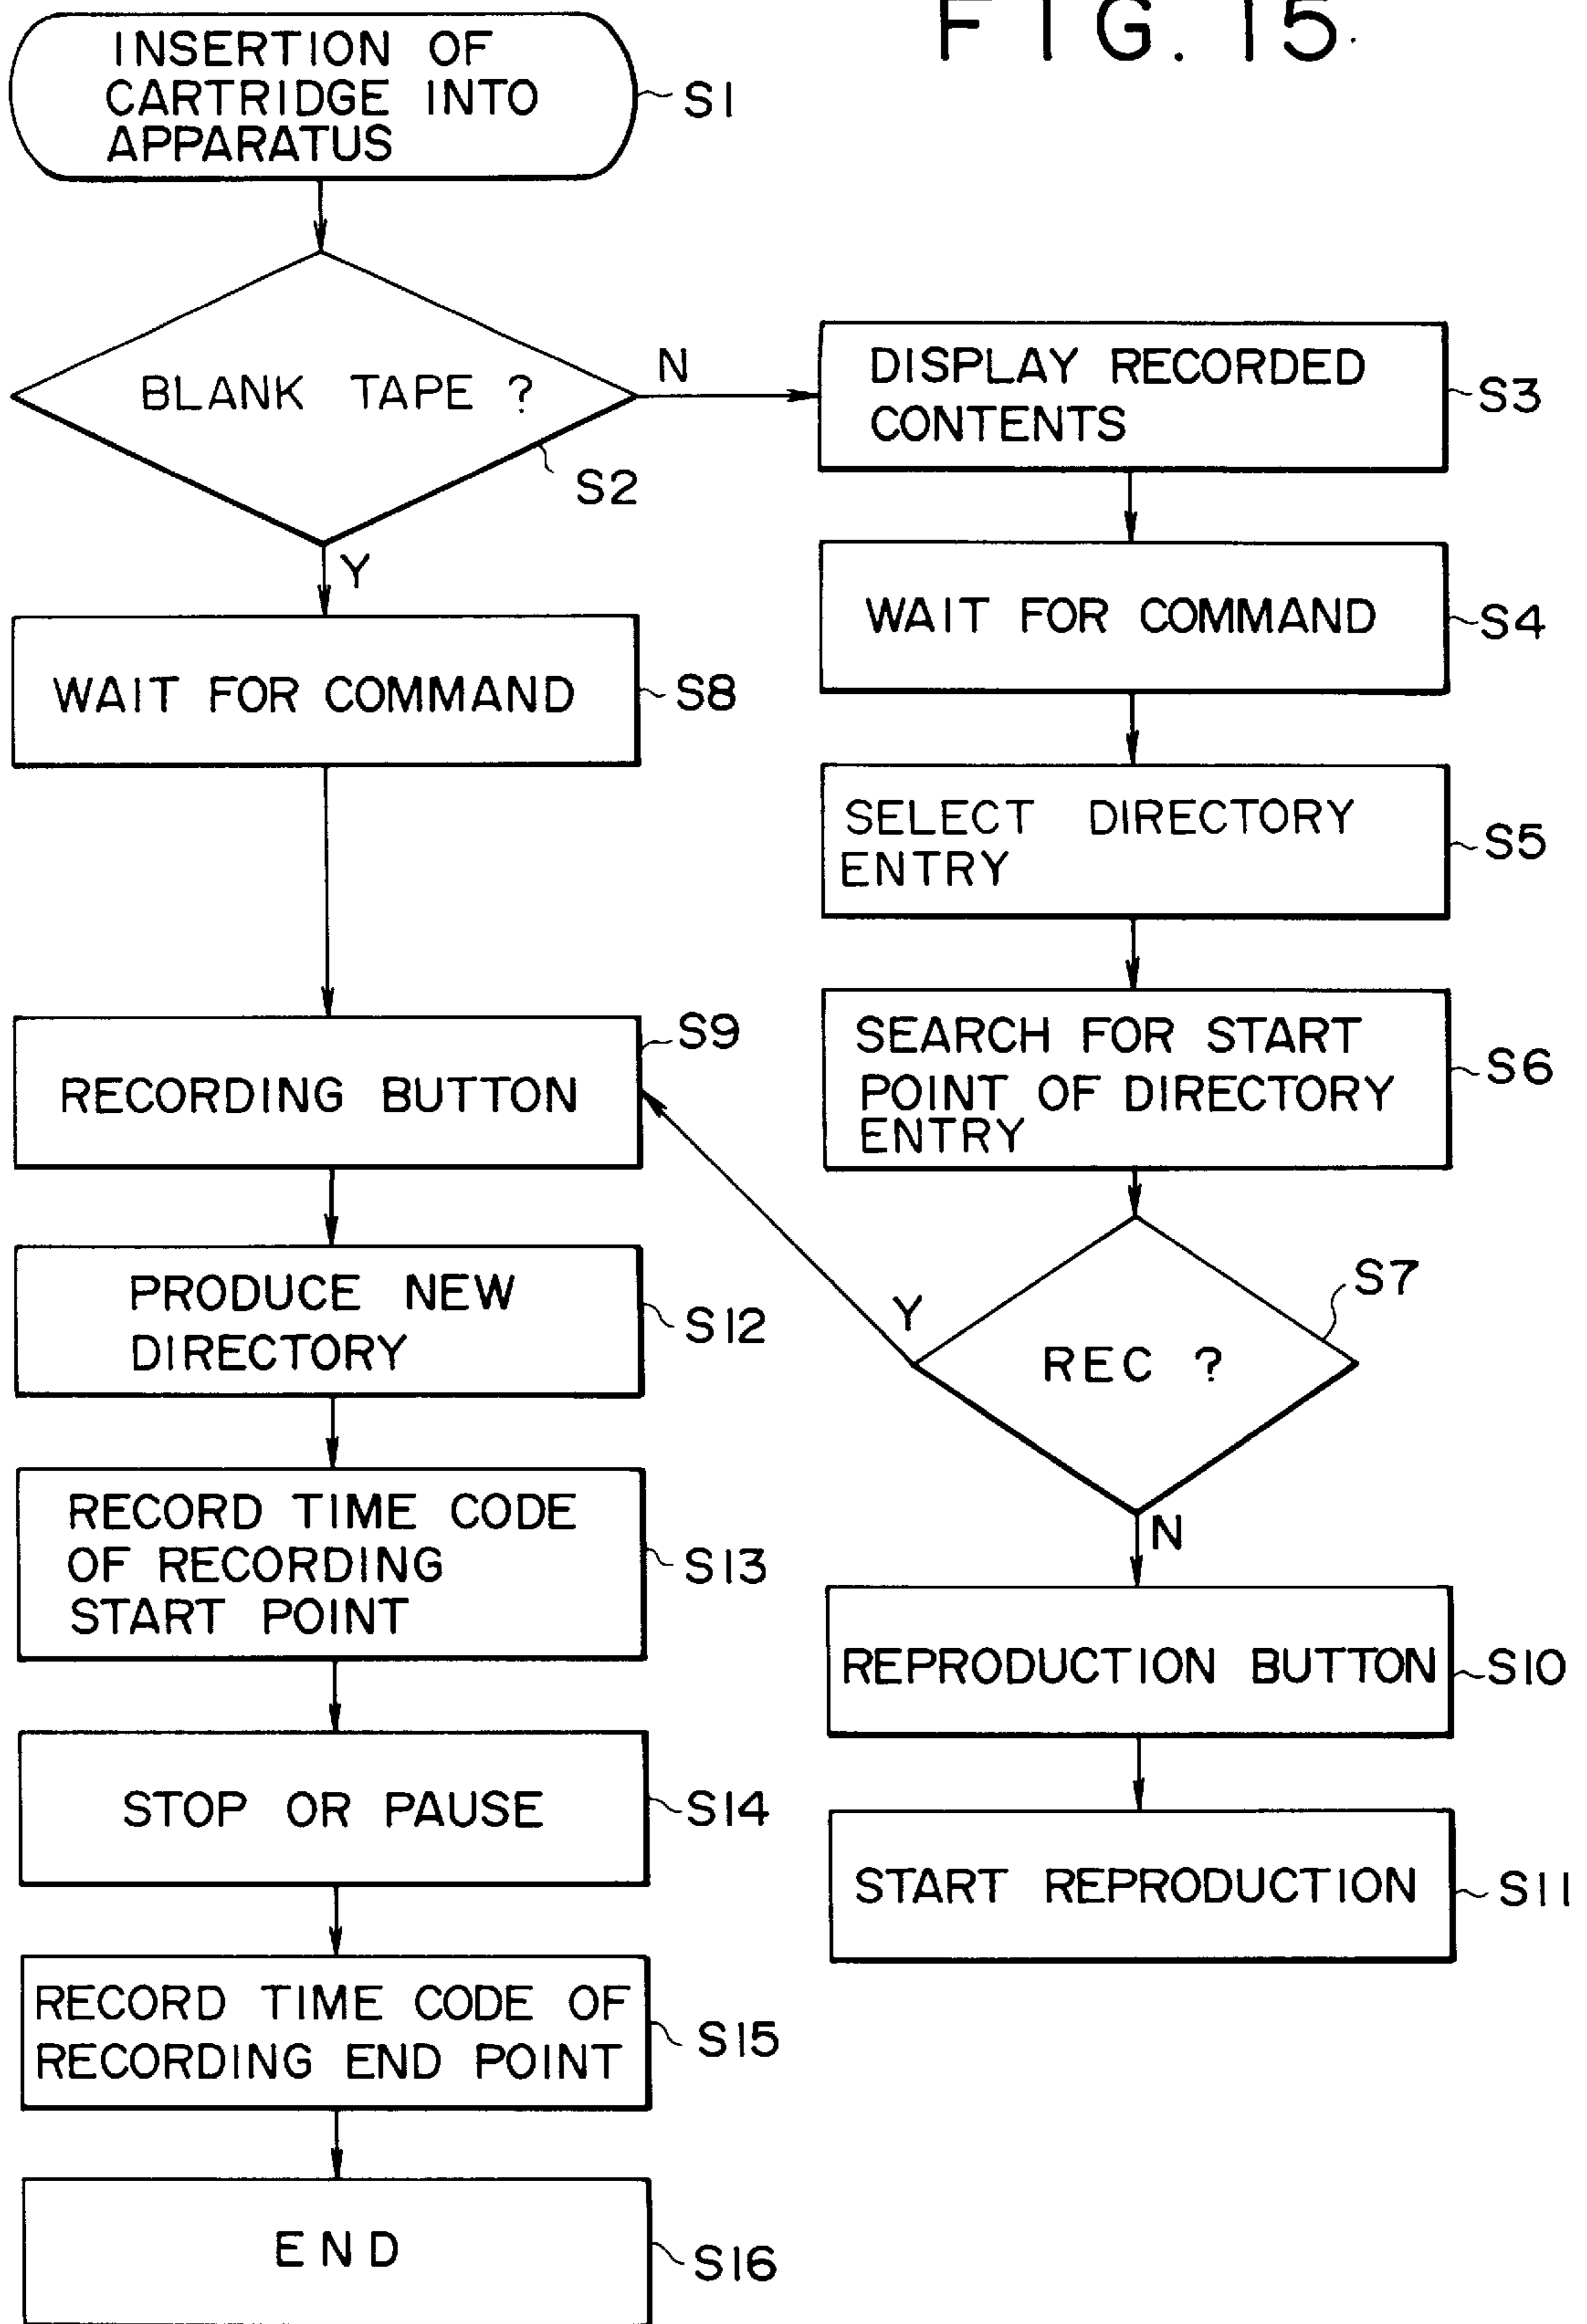 FIG. 15
INSERTION OF
CARTRIDGE INTO
APPARATUS
S1
BLANK TAPE ?
S2
N
Y
DISPLAY RECORDED
CONTENTS
S3
WAIT FOR COMMAND
S4
SELECT DIRECTORY
ENTRY
S5
SEARCH FOR START
POINT OF DIRECTORY
ENTRY
S6
REC ?
S7
Y
N
REPRODUCTION BUTTON
S10
START REPRODUCTION
S11
WAIT FOR COMMAND
S8
RECORDING BUTTON
S9
PRODUCE NEW
DIRECTORY
S12
RECORD TIME CODE
OF RECORDING
START POINT
S13
STOP OR PAUSE
S14
RECORD TIME CODE OF
RECORDING END POINT
S15
END
S16